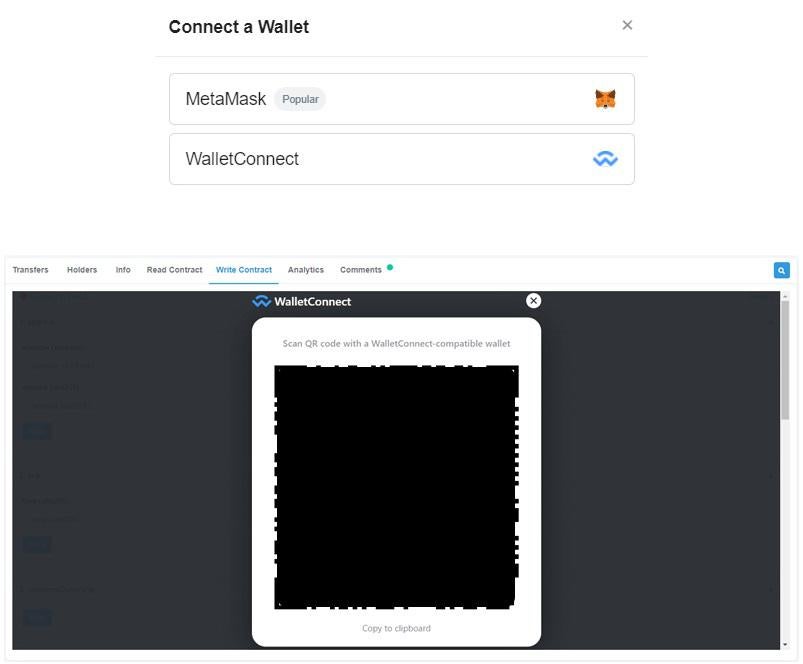 Connect a Wallet
MetaMask Popular
WalletConnect
Transfers Holders Info Read Contract Write Contract Analytics Comments
WalletConnect
Scan QR code with a WalletConnect-compatible wallet
Copy to clipboard